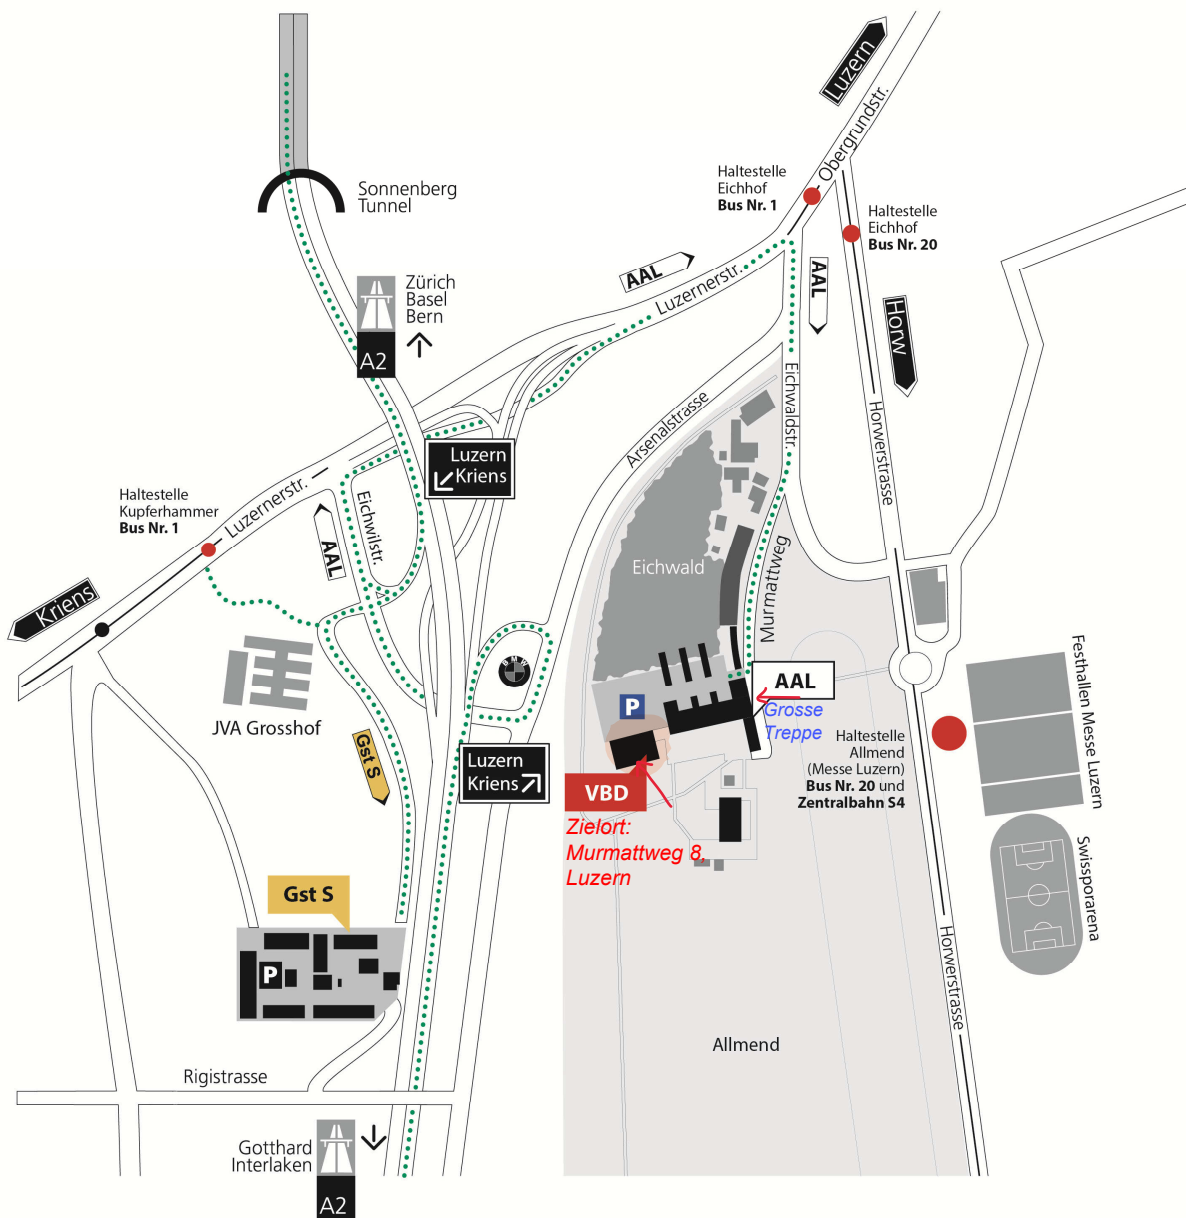 Luzern
Obergrundstr.
Haltestelle
Eichhof
Bus Nr. 1
Haltestelle
Eichhof
Bus Nr. 20
Sonnenberg
Tunnel
Zürich
Basel
Bern
A2
AAL
Luzernerstr.
AAL
Horw
Eichwaldstr.
Horwerstrasse
Arsenalstrasse
Luzern
Kriens
Haltestelle
Kupferhammer
Bus Nr. 1
Luzernerstr.
Eichwilstr.
AAL
Kriens
Eichwald
Murmattweg
BMW
JVA Grosshof
Gst S
P
AAL
Grosse
Treppe
Haltestelle
Allmend
(Messe Luzern)
Bus Nr. 20 und
Zentralbahn S4
Festhallen Messe Luzern
Luzern
Kriens
VBD
Zielort:
Murmattweg 8,
Luzern
Swissporarena
Gst S
P
Horwerstrasse
Allmend
Rigistrasse
Gotthard
Interlaken
A2